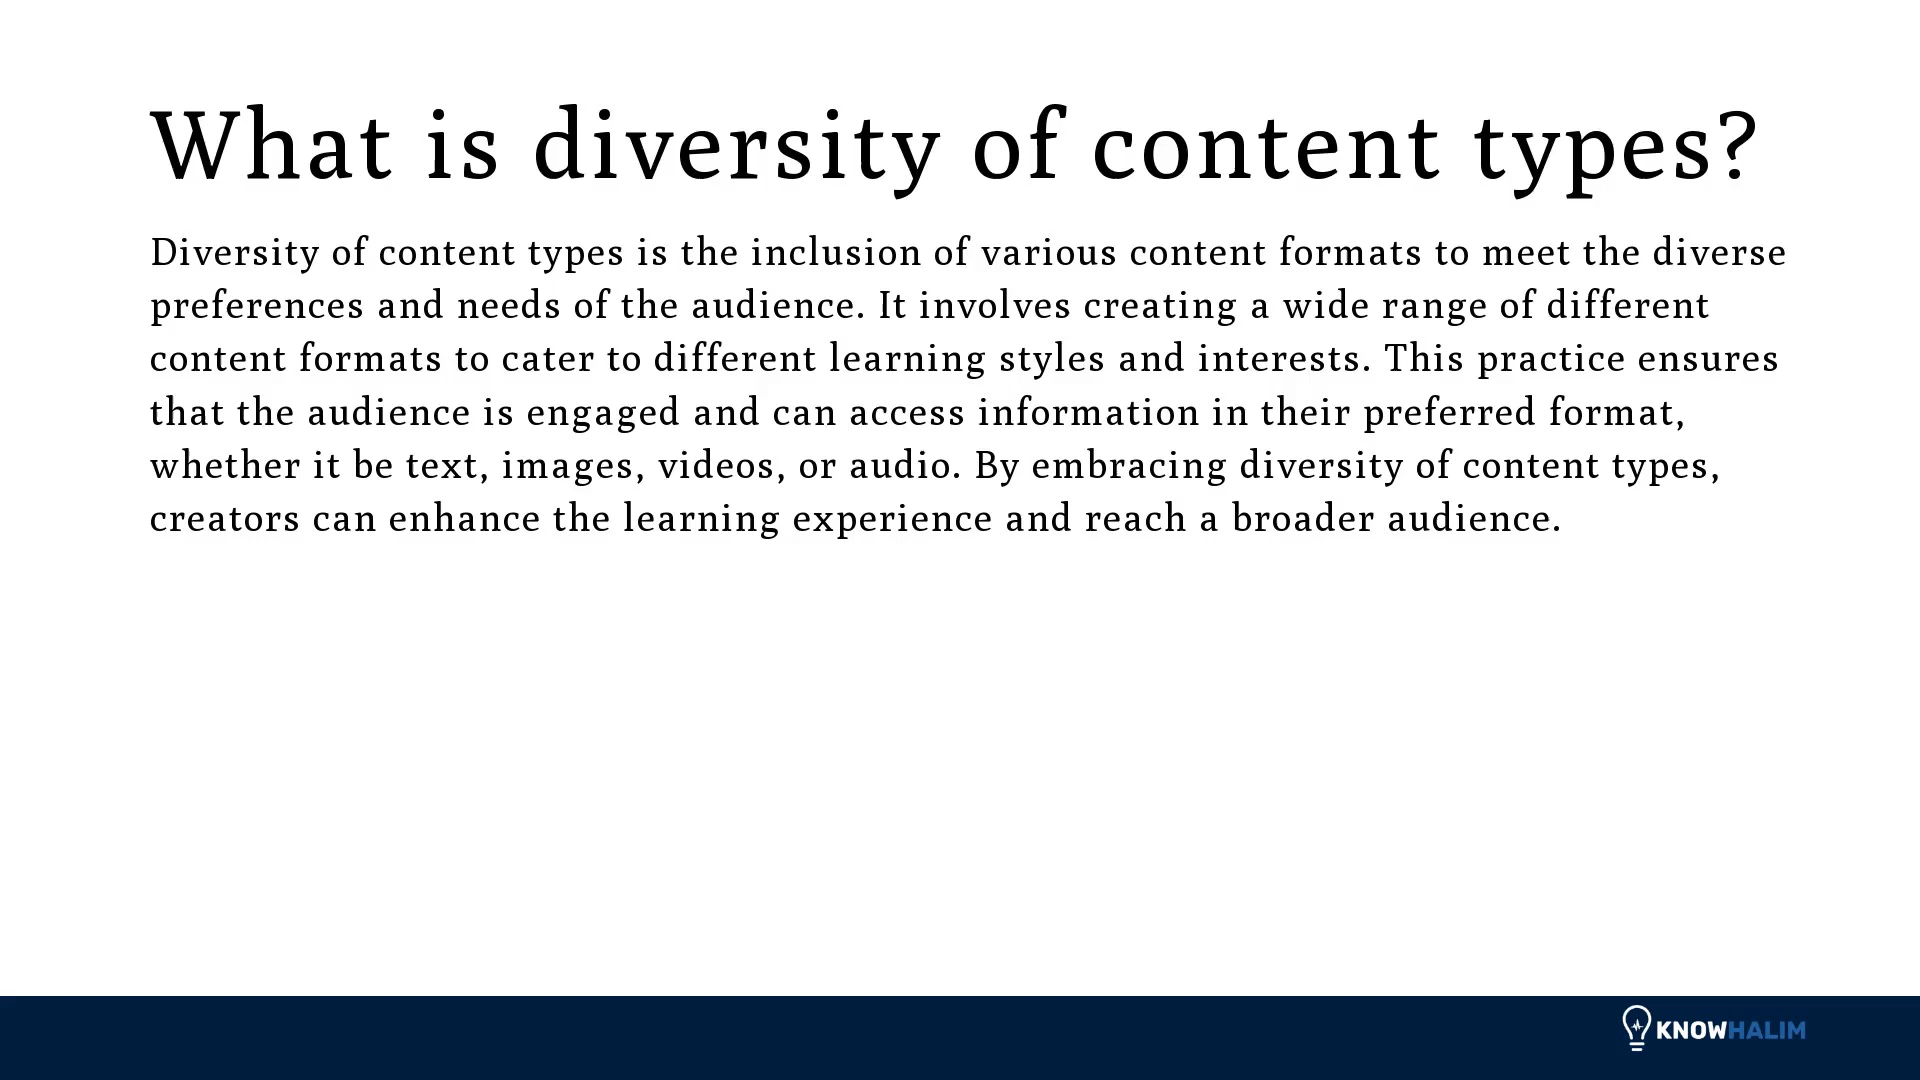 What is diversity of content types?
Diversity of content types is the inclusion of various content formats to meet the diverse
preferences and needs of the audience. It involves creating a wide range of different
content formats to cater to different learning styles and interests. This practice ensures
that the audience is engaged and can access information in their preferred format,
whether it be text, images, videos, or audio. By embracing diversity of content types,
creators can enhance the learning experience and reach a broader audience.
KNOWHALIM